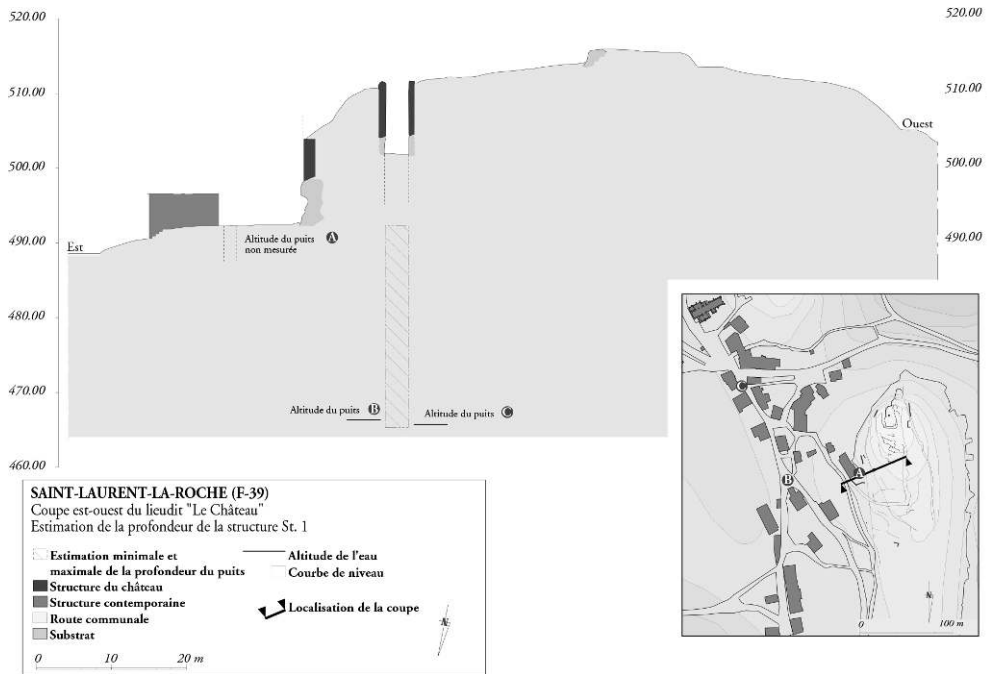 520.00
520.00
510.00
510.00
Ouest
500.00
500.00
490.00
490.00
Est
Altitude du puits A
non mesurée
480.00
470.00
Altitude du puits B
Altitude du puits C
460.00
SAINT-LAURENT-LA-ROCHE (F-39)
Coupe est-ouest du lieudit "Le Château"
Estimation de la profondeur de la structure St. 1
Estimation minimale et
maximale de la profondeur du puits
Structure du château
Structure contemporaine
Route communale
Substrat
Altitude de l'eau
Courbe de niveau
Localisation de la coupe
N
0 10 20 m
C
A
B
N
0 100 m